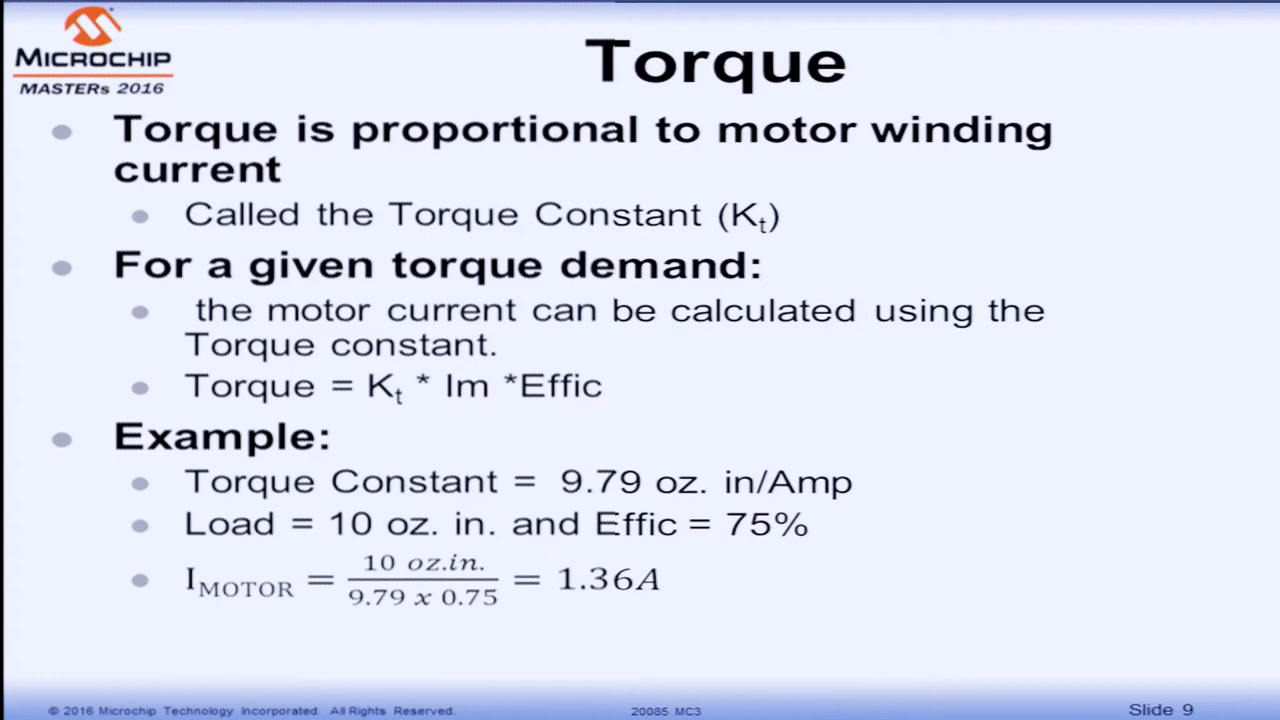 MICROCHIP
MASTERs 2016
Torque
Torque is proportional to motor winding
current
Called the Torque Constant (Kt)
For a given torque demand:
the motor current can be calculated using the
Torque constant.
Torque = Kt * Im *Effic
Example:
Torque Constant = 9.79 oz. in/Amp
Load = 10 oz. in. and Effic = 75%
IMOTOR = 10 oz.in. / 9.79 x 0.75 = 1.36A
© 2016 Microchip Technology Incorporated. All Rights Reserved.
20085 MC3
Slide 9